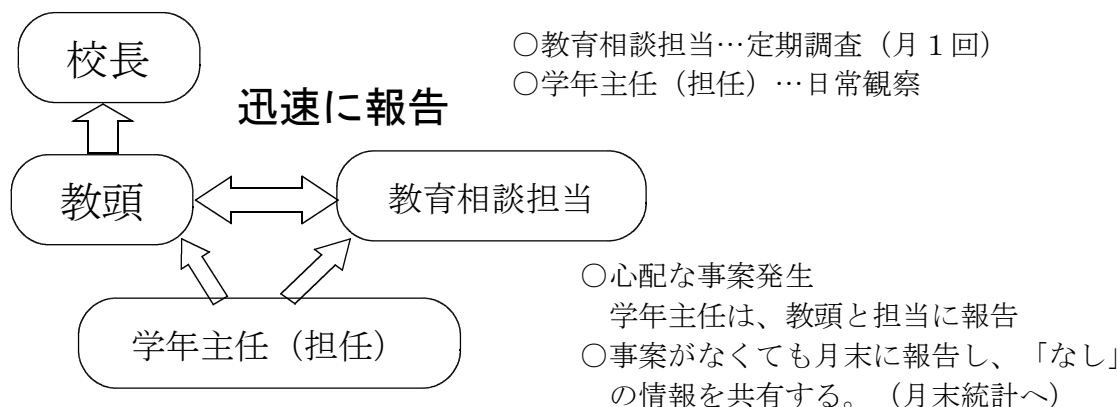 校長
○教育相談担当…定期調査（月１回）
○学年主任（担任）…日常観察
迅速に報告
教頭
教育相談担当
学年主任（担任）
○心配な事案発生
学年主任は、教頭と担当に報告
○事案がなくても月末に報告し、「なし」
の情報を共有する。（月末統計へ）